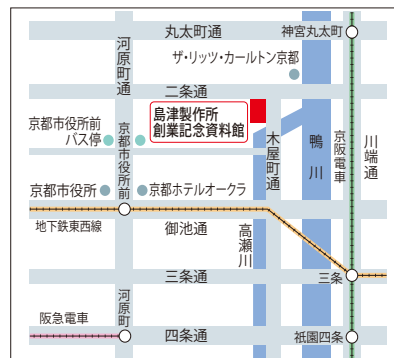 丸太町通
神宮丸太町
河原町通
ザ・リッツ・カールトン京都
二条通
島津製作所
創業記念資料館
京都市役所前
バス停
京都市役所前
木屋町通
鴨川
京阪電車
川端通
京都市役所
京都ホテルオークラ
地下鉄東西線
御池通
高瀬川
三条通
三条
河原町
阪急電車
四条通
祇園四条